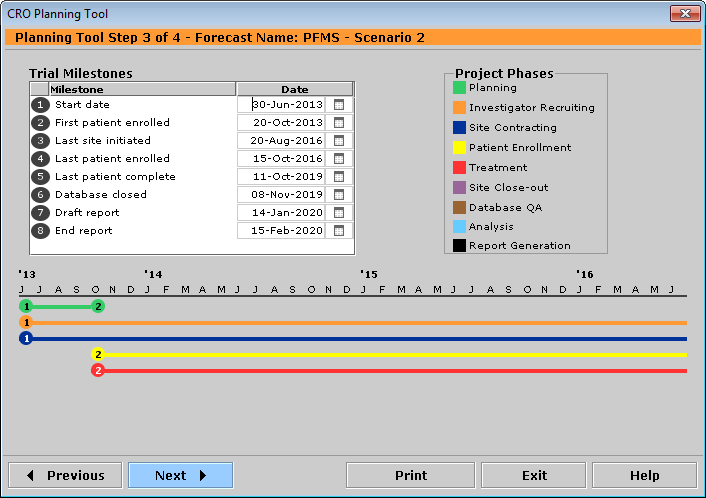 CRO Planning Tool
Planning Tool Step 3 of 4 - Forecast Name: PFMS - Scenario 2
Trial Milestones
Milestone Date
1 Start date 30-Jun-2013
2 First patient enrolled 20-Oct-2013
3 Last site initiated 20-Aug-2016
4 Last patient enrolled 15-Oct-2016
5 Last patient complete 11-Oct-2019
6 Database closed 08-Nov-2019
7 Draft report 14-Jan-2020
8 End report 15-Feb-2020
Project Phases
Planning
Investigator Recruiting
Site Contracting
Patient Enrollment
Treatment
Site Close-out
Database QA
Analysis
Report Generation
'13 '14 '15 '16
J J A S O N D J F M A M J J A S O N D J F M A M J J A S O N D J F M A M J
1 2
1
1
2
2
Previous Next Print Exit Help